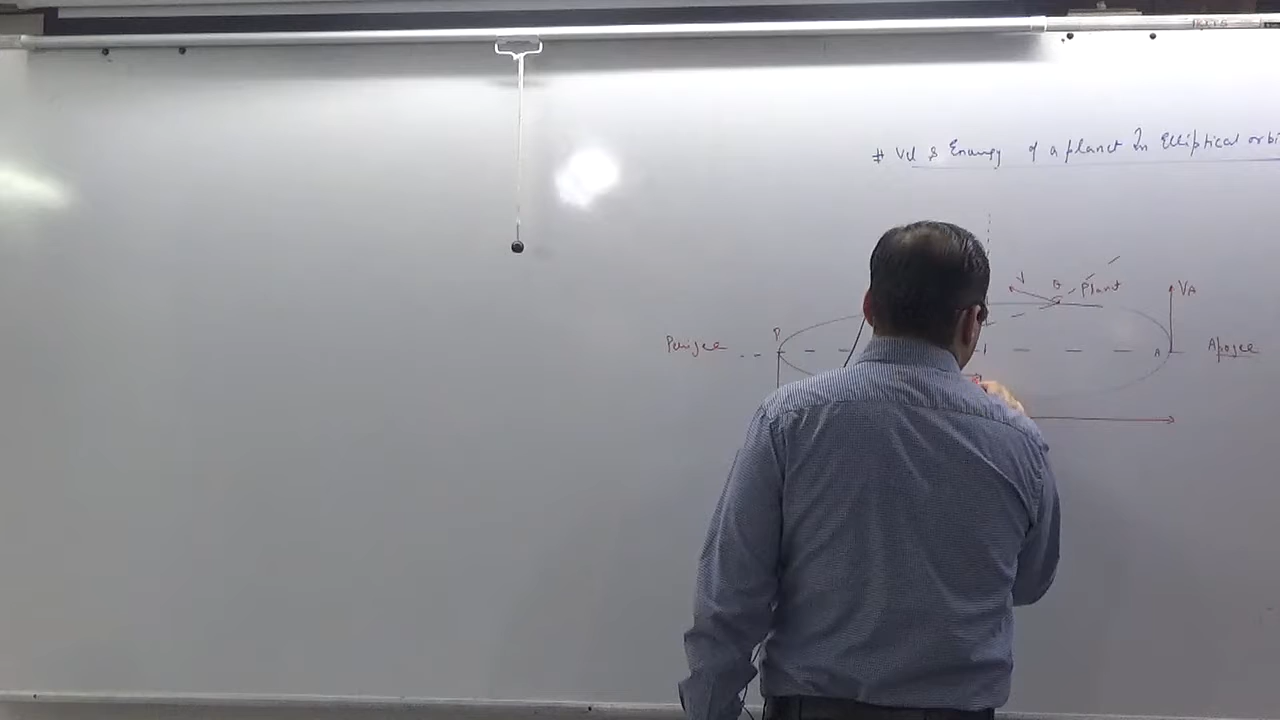 # Vel & Energy of a planet In Elliptical orbi
V
B
Planet
VA
P
Perigee
A
Apogee